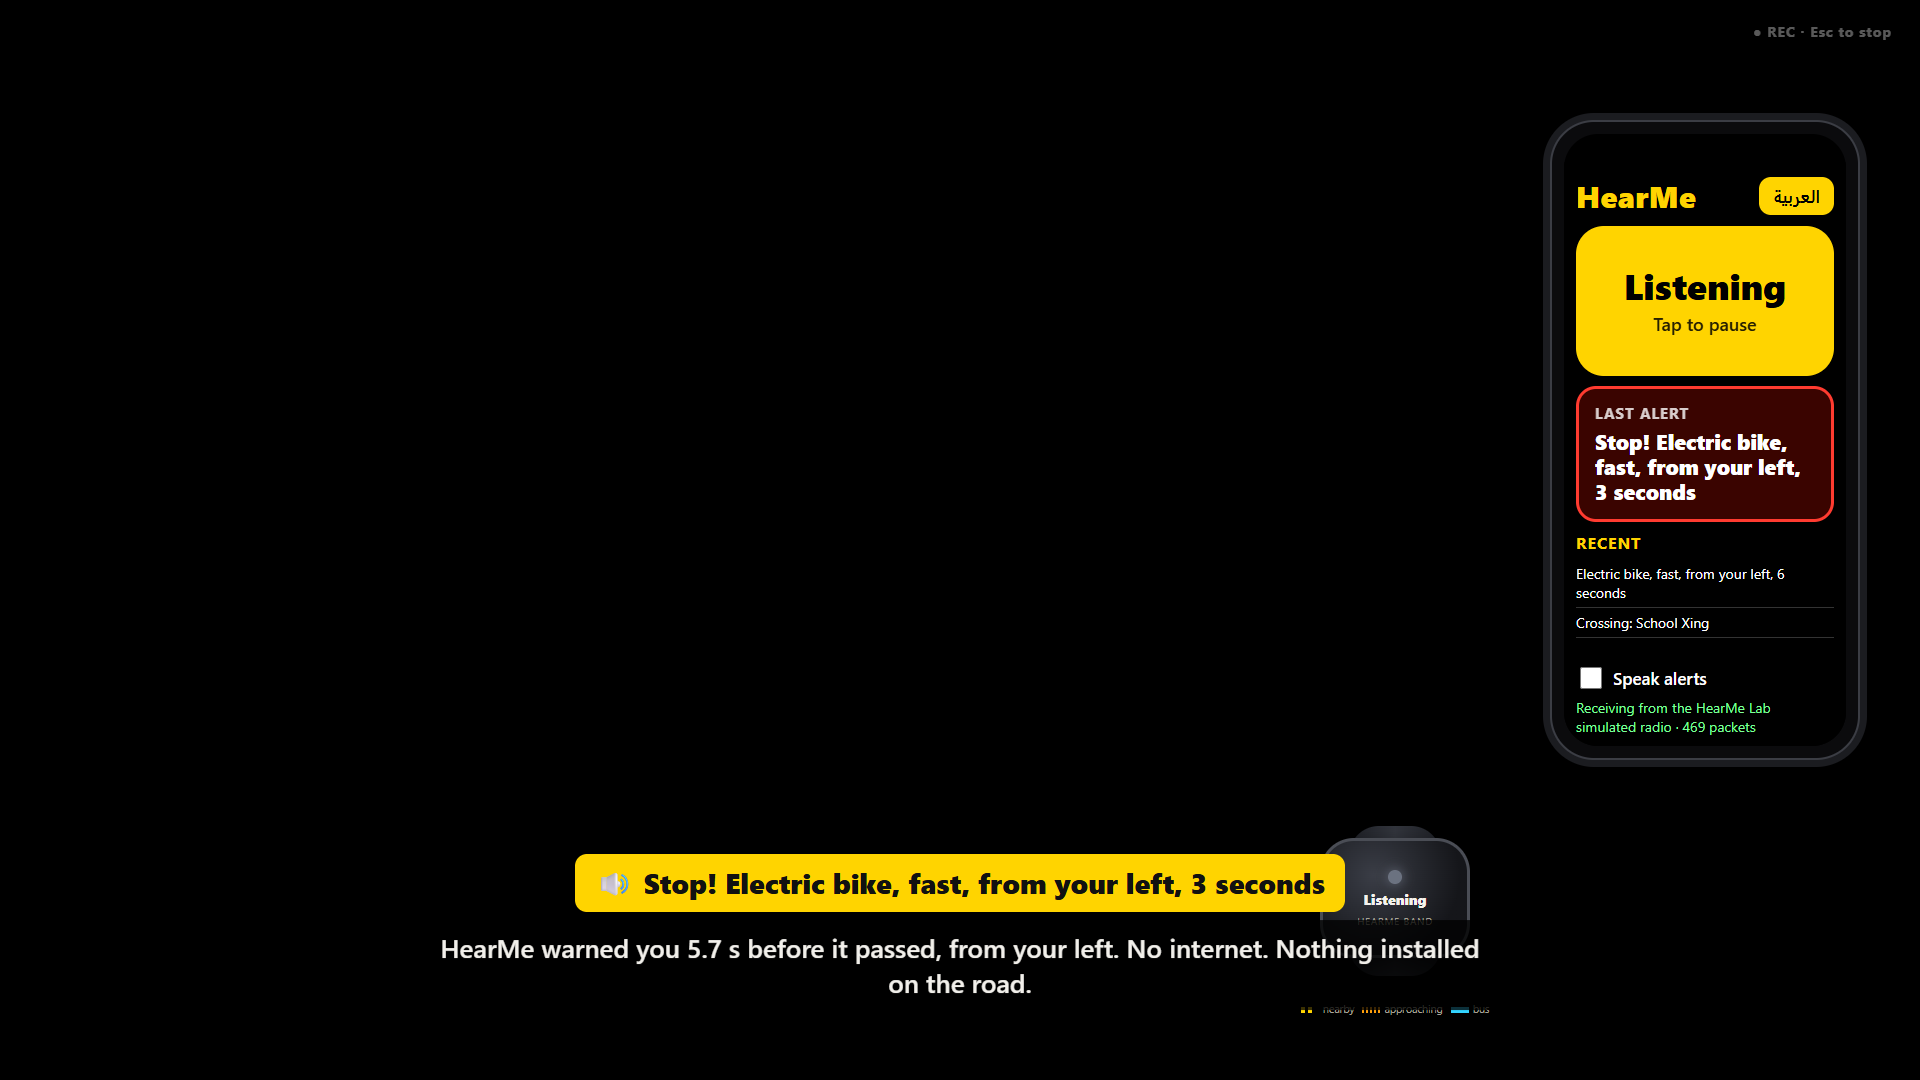 ● REC · Esc to stop
HearMe
العربية
Listening
Tap to pause
LAST ALERT
Stop! Electric bike,
fast, from your left,
3 seconds
RECENT
Electric bike, fast, from your left, 6
seconds
Crossing: School Xing
Speak alerts
Receiving from the HearMe Lab
simulated radio · 469 packets
Stop! Electric bike, fast, from your left, 3 seconds
Listening
HEARME BAND
HearMe warned you 5.7 s before it passed, from your left. No internet. Nothing installed
on the road.
nearby approaching bus